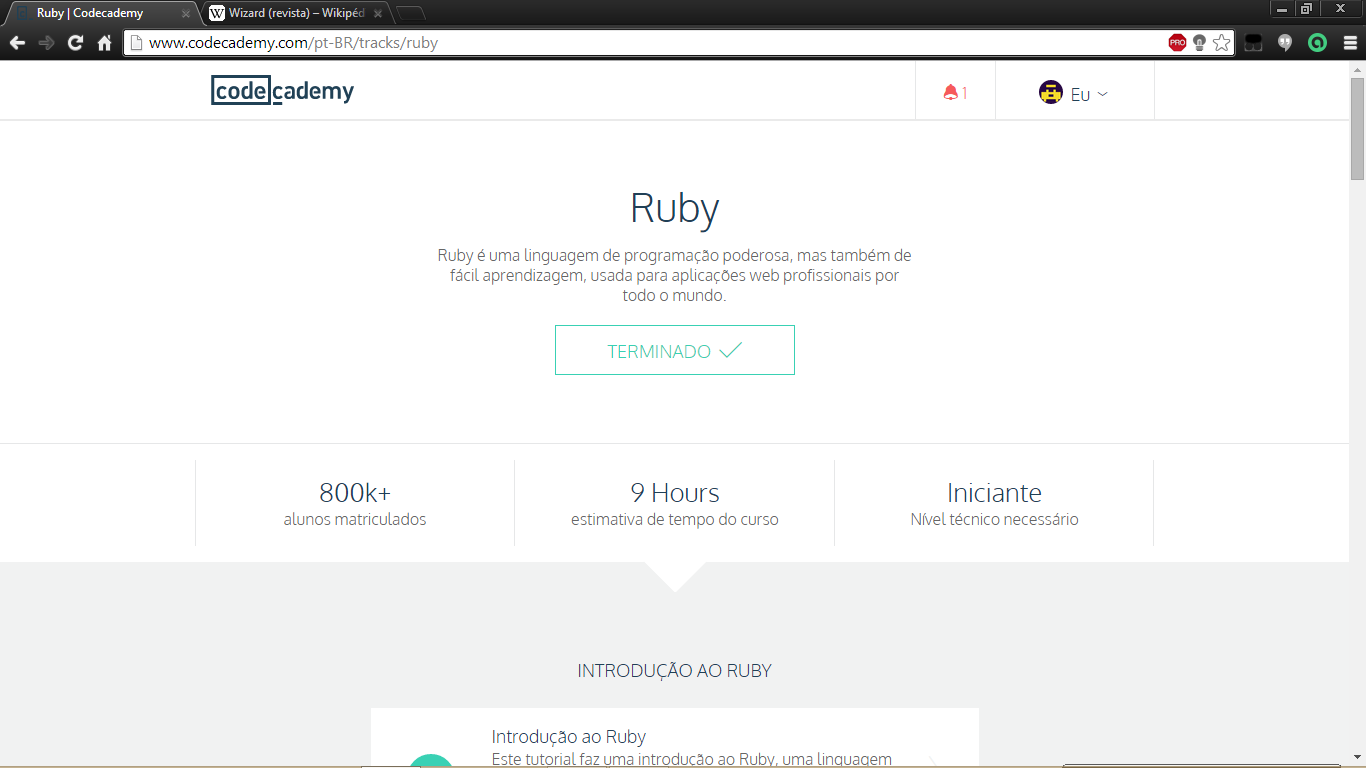 Ruby | Codecademy
Wizard (revista) – Wikipéd
www.codecademy.com/pt-BR/tracks/ruby
PRO
codecademy
1
Eu
Ruby
Ruby é uma linguagem de programação poderosa, mas também de
fácil aprendizagem, usada para aplicações web profissionais por
todo o mundo.
TERMINADO
800k+
alunos matriculados
9 Hours
estimativa de tempo do curso
Iniciante
Nível técnico necessário
INTRODUÇÃO AO RUBY
Introdução ao Ruby
Este tutorial faz uma introdução ao Ruby, uma linguagem